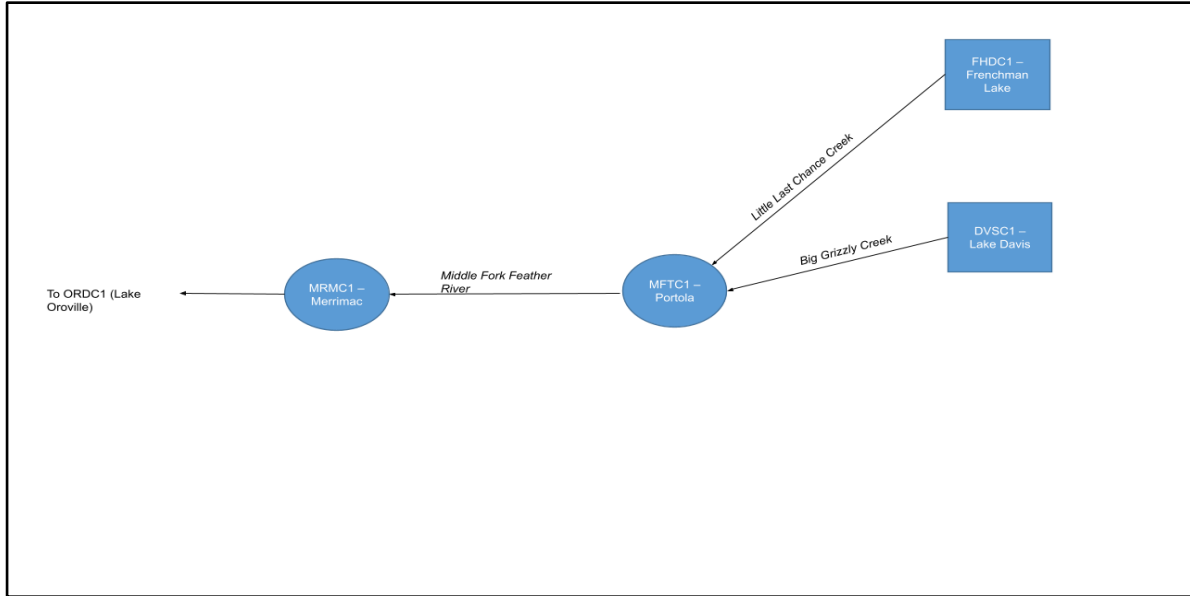 FHDC1 –
Frenchman
Lake
Little Last Chance Creek
DVSC1 –
Lake Davis
Big Grizzly Creek
MFTC1 –
Portola
Middle Fork Feather
River
MRMC1 –
Merrimac
To ORDC1 (Lake
Oroville)